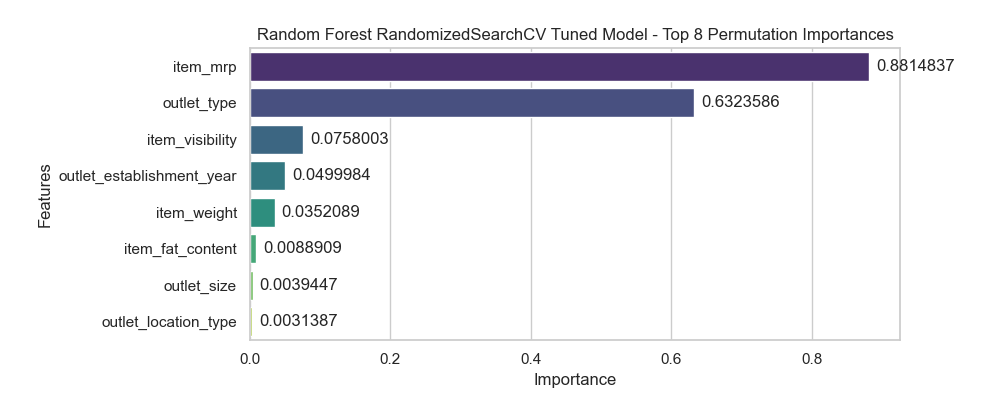 Random Forest RandomizedSearchCV Tuned Model - Top 8 Permutation Importances
item_mrp 0.8814837
outlet_type 0.6323586
item_visibility 0.0758003
outlet_establishment_year 0.0499984
item_weight 0.0352089
item_fat_content 0.0088909
outlet_size 0.0039447
outlet_location_type 0.0031387
Features
0.0 0.2 0.4 0.6 0.8
Importance